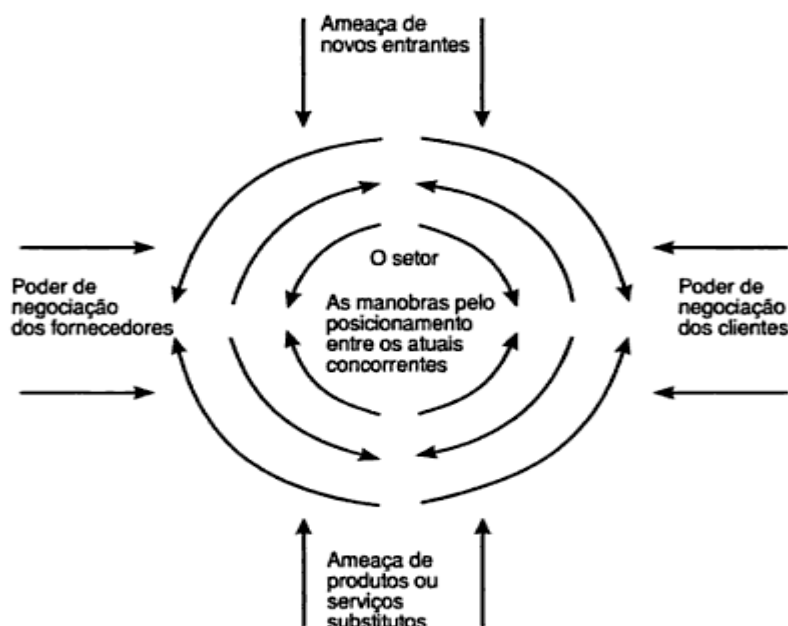 Ameaça de
novos entrantes
O setor
Poder de
negociação
dos fornecedores
As manobras pelo
posicionamento
entre os atuais
concorrentes
Poder de
negociação
dos clientes
Ameaça de
produtos ou
serviços
substitutos